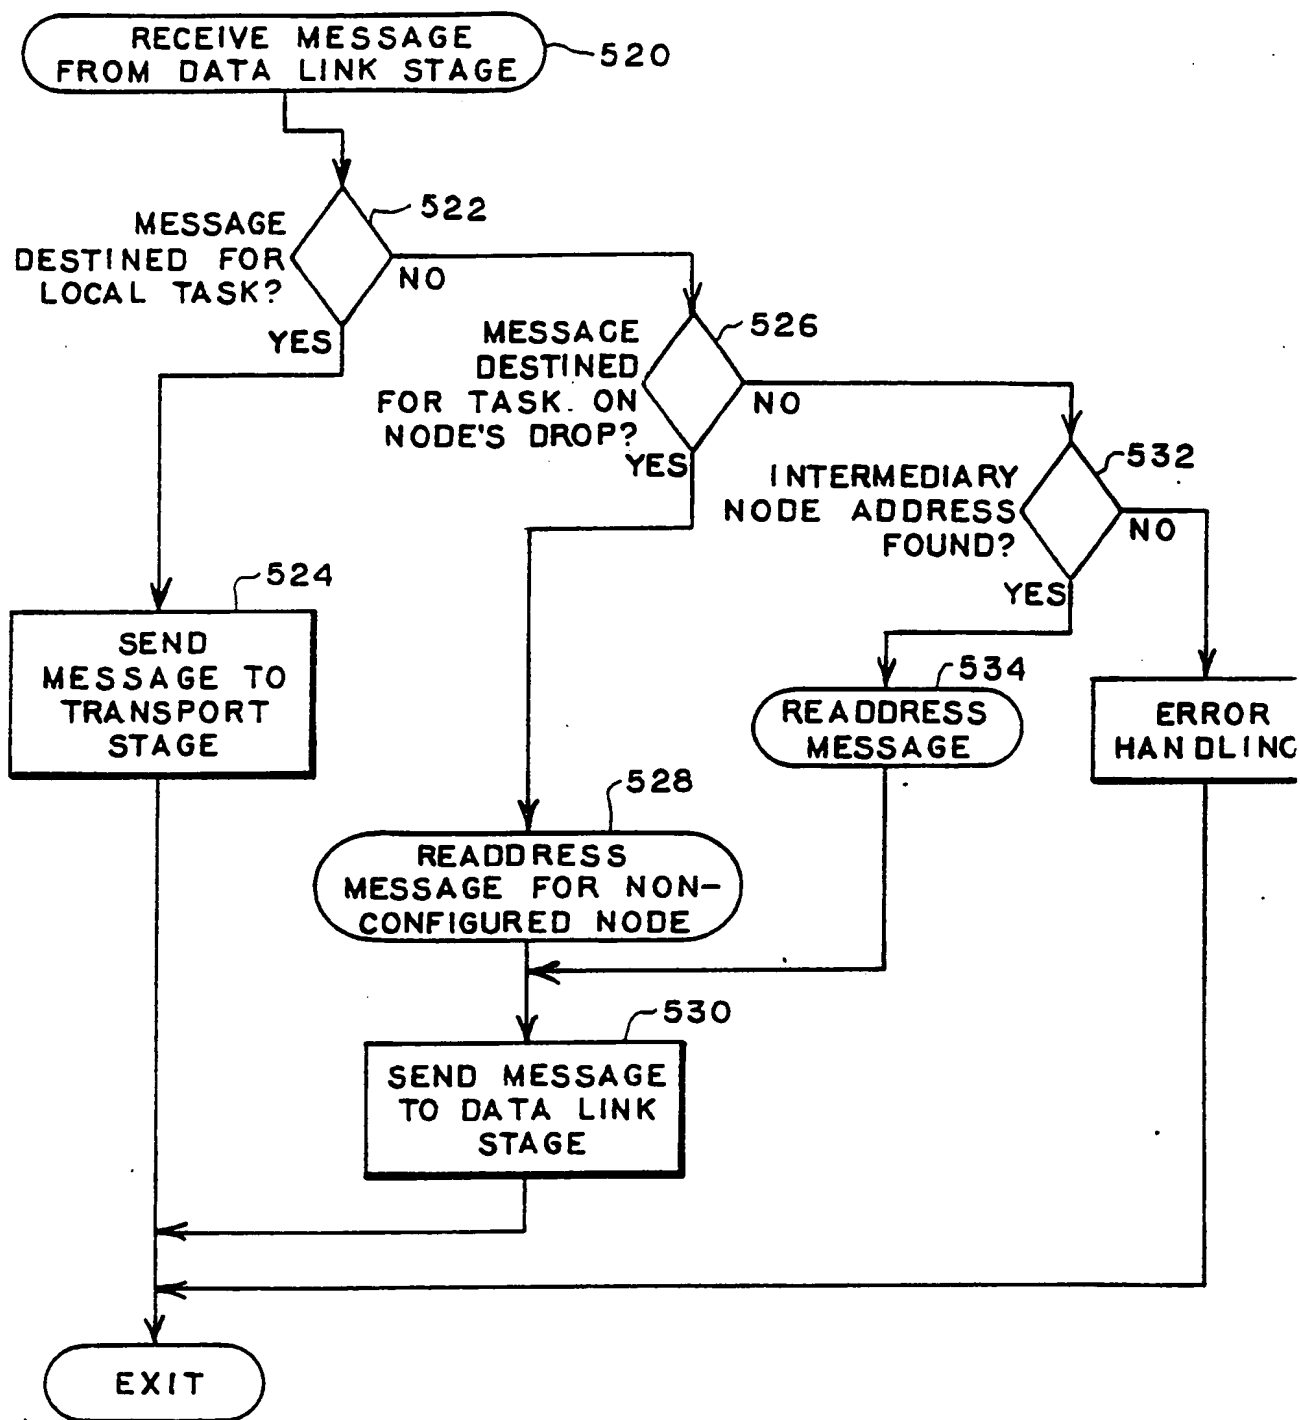 RECEIVE MESSAGE
FROM DATA LINK STAGE
520
522
MESSAGE
DESTINED FOR
LOCAL TASK?
NO
YES
526
MESSAGE
DESTINED
FOR TASK. ON
NODE'S DROP?
NO
YES
532
INTERMEDIARY
NODE ADDRESS
FOUND?
NO
YES
524
SEND
MESSAGE TO
TRANSPORT
STAGE
534
READDRESS
MESSAGE
ERROR
HANDLING
528
READDRESS
MESSAGE FOR NON-
CONFIGURED NODE
530
SEND MESSAGE
TO DATA LINK
STAGE
EXIT